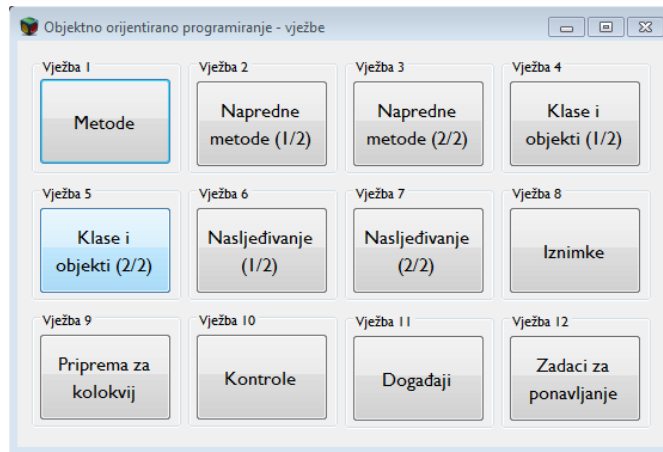 Objektno orijentirano programiranje - vježbe
Vježba 1
Metode
Vježba 2
Napredne
metode (1/2)
Vježba 3
Napredne
metode (2/2)
Vježba 4
Klase i
objekti (1/2)
Vježba 5
Klase i
objekti (2/2)
Vježba 6
Nasljeđivanje
(1/2)
Vježba 7
Nasljeđivanje
(2/2)
Vježba 8
Iznimke
Vježba 9
Priprema za
kolokvij
Vježba 10
Kontrole
Vježba 11
Događaji
Vježba 12
Zadaci za
ponavljanje